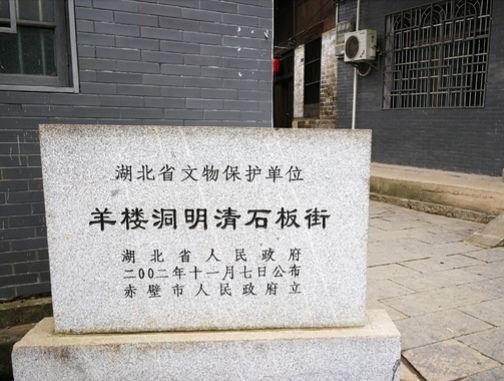 湖北省文物保护单位
羊楼洞明清石板街
湖北省人民政府
二00二年十一月七日公布
赤壁市人民政府立